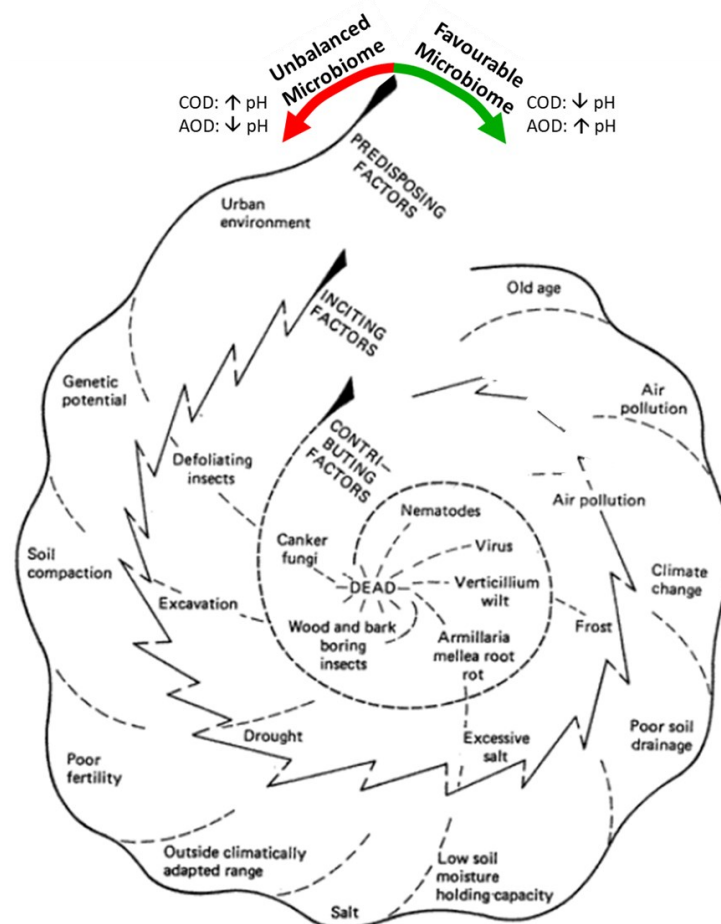 Unbalanced
Microbiome
Favourable
Microbiome
COD: ↑ pH
AOD: ↓ pH
COD: ↓ pH
AOD: ↑ pH
PREDISPOSING
FACTORS
Urban
environment
INCITING
FACTORS
Old age
Genetic
potential
Air
pollution
CONTRI-
BUTING
FACTORS
Defoliating
insects
Air pollution
Nematodes
Canker
fungi
Virus
Soil
compaction
DEAD
Verticillium
wilt
Climate
change
Excavation
Frost
Wood and bark
boring
insects
Armillaria
mellea root
rot
Drought
Excessive
salt
Poor soil
drainage
Poor
fertility
Outside climatically
adapted range
Low soil
moisture
holding capacity
Salt